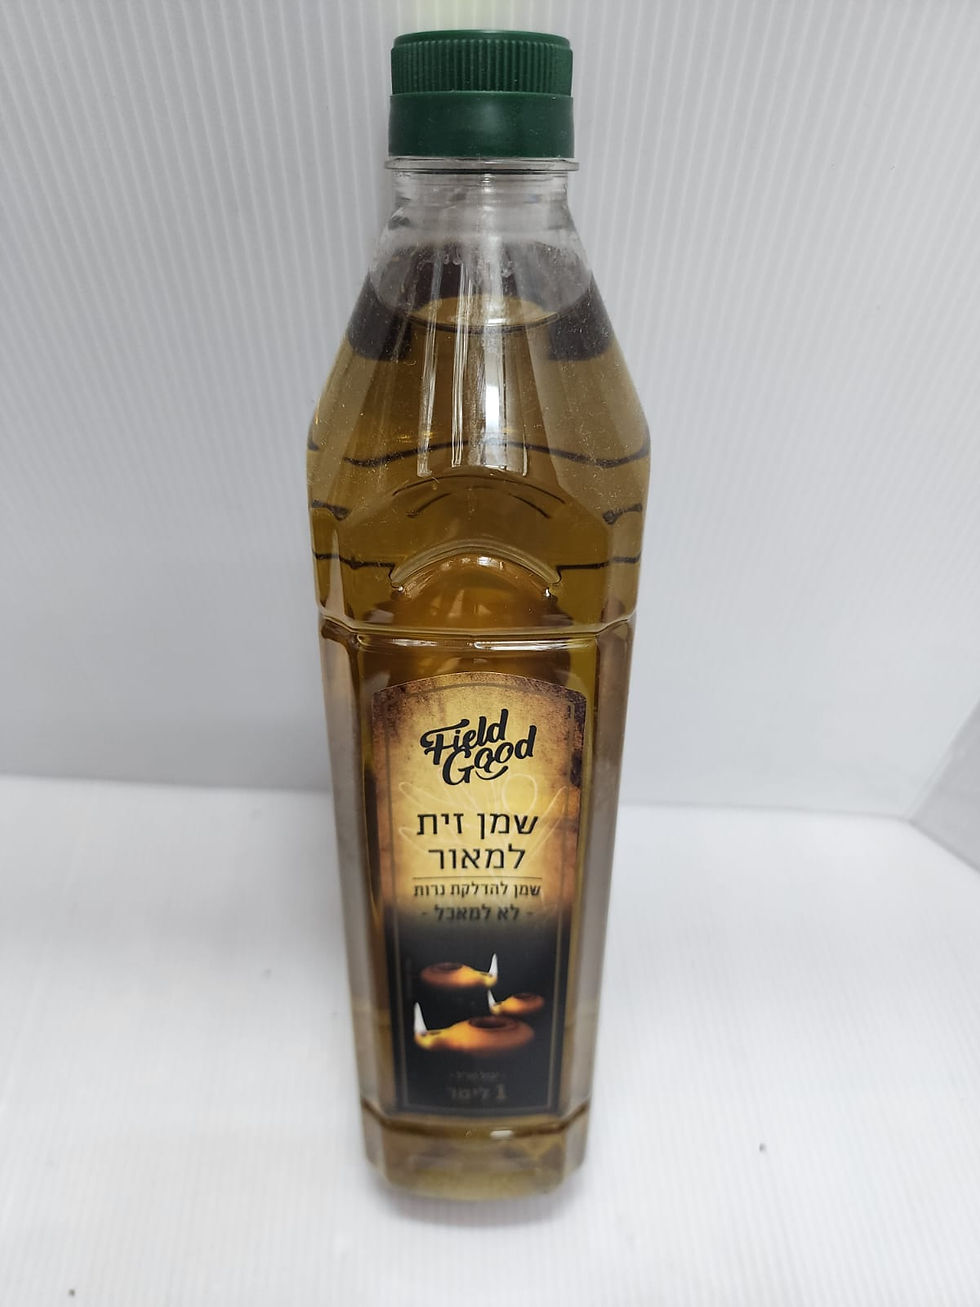 Field
Good
שמן זית
למאור
שמן להדלקת נרות
- לא למאכל -
1 ליטר